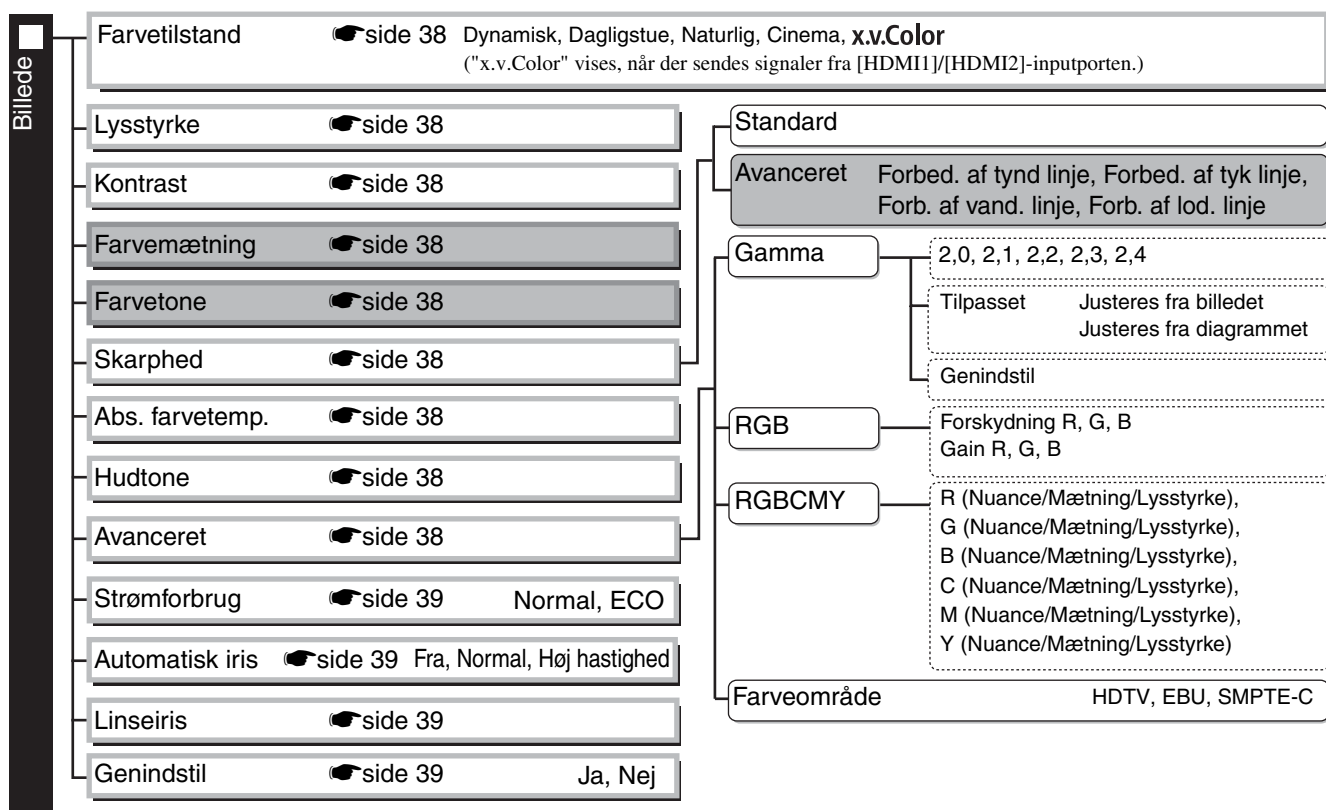 Billede
Farvetilstand ☛side 38 Dynamisk, Dagligstue, Naturlig, Cinema, x.v.Color
("x.v.Color" vises, når der sendes signaler fra [HDMI1]/[HDMI2]-inputporten.)
Lysstyrke ☛side 38
Kontrast ☛side 38
Farvemætning ☛side 38
Farvetone ☛side 38
Skarphed ☛side 38
Abs. farvetemp. ☛side 38
Hudtone ☛side 38
Avanceret ☛side 38
Strømforbrug ☛side 39 Normal, ECO
Automatisk iris ☛side 39 Fra, Normal, Høj hastighed
Linseiris ☛side 39
Genindstil ☛side 39 Ja, Nej
Standard
Avanceret Forbed. af tynd linje, Forbed. af tyk linje,
Forb. af vand. linje, Forb. af lod. linje
Gamma
2,0, 2,1, 2,2, 2,3, 2,4
Tilpasset Justeres fra billedet
Justeres fra diagrammet
Genindstil
RGB
Forskydning R, G, B
Gain R, G, B
RGBCMY
R (Nuance/Mætning/Lysstyrke),
G (Nuance/Mætning/Lysstyrke),
B (Nuance/Mætning/Lysstyrke),
C (Nuance/Mætning/Lysstyrke),
M (Nuance/Mætning/Lysstyrke),
Y (Nuance/Mætning/Lysstyrke)
Farveområde HDTV, EBU, SMPTE-C